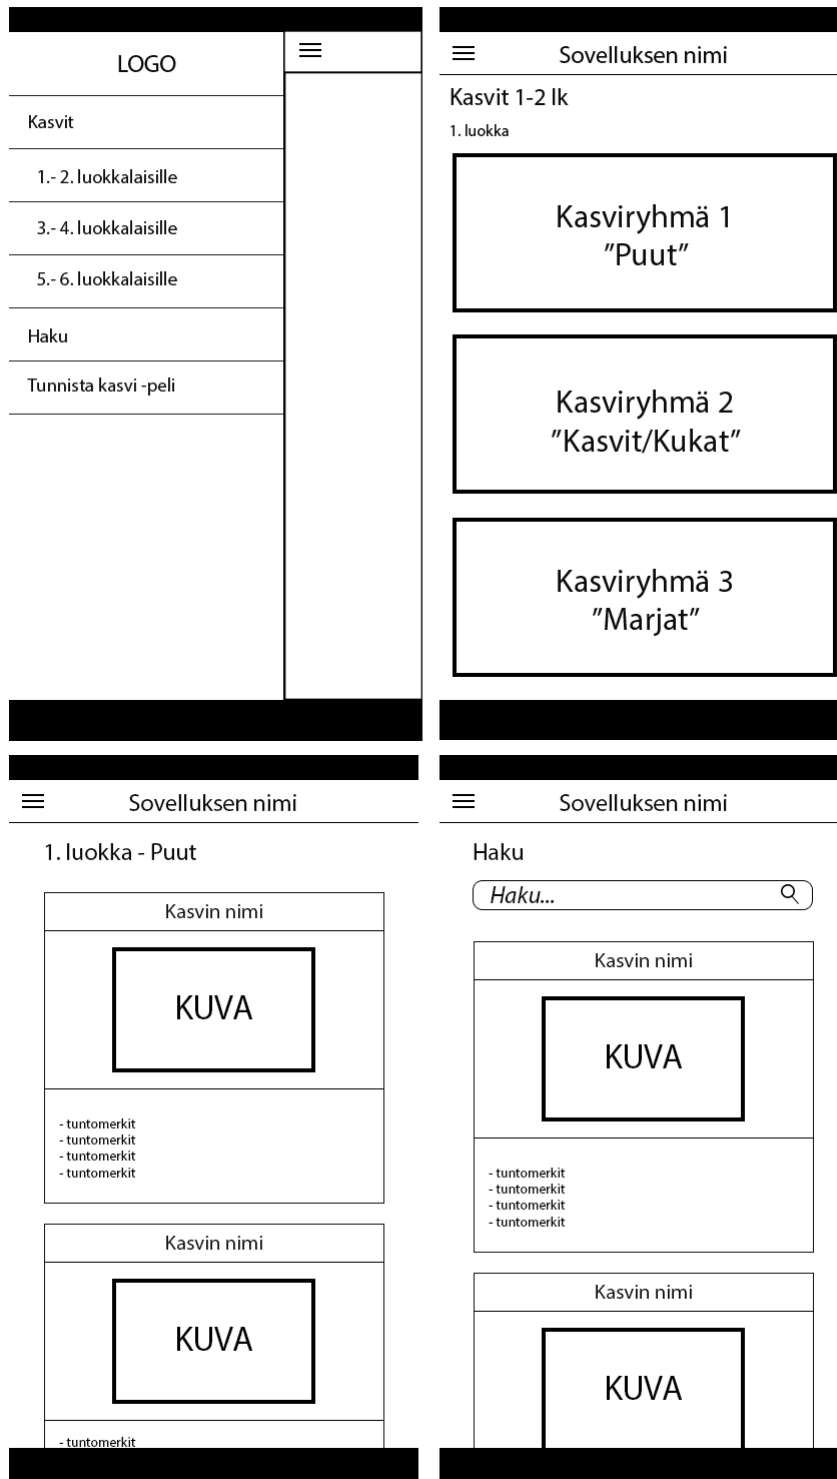 LOGO
Kasvit
1.- 2. luokkalaisille
3.- 4. luokkalaisille
5.- 6. luokkalaisille
Haku
Tunnista kasvi -peli
Sovelluksen nimi
Kasvit 1-2 lk
1. luokka
Kasviryhmä 1
"Puut"
Kasviryhmä 2
"Kasvit/Kukat"
Kasviryhmä 3
"Marjat"
Sovelluksen nimi
1. luokka - Puut
Kasvin nimi
KUVA
- tuntomerkit
- tuntomerkit
- tuntomerkit
- tuntomerkit
Kasvin nimi
KUVA
- tuntomerkit
Sovelluksen nimi
Haku
Haku...
Kasvin nimi
KUVA
- tuntomerkit
- tuntomerkit
- tuntomerkit
- tuntomerkit
Kasvin nimi
KUVA